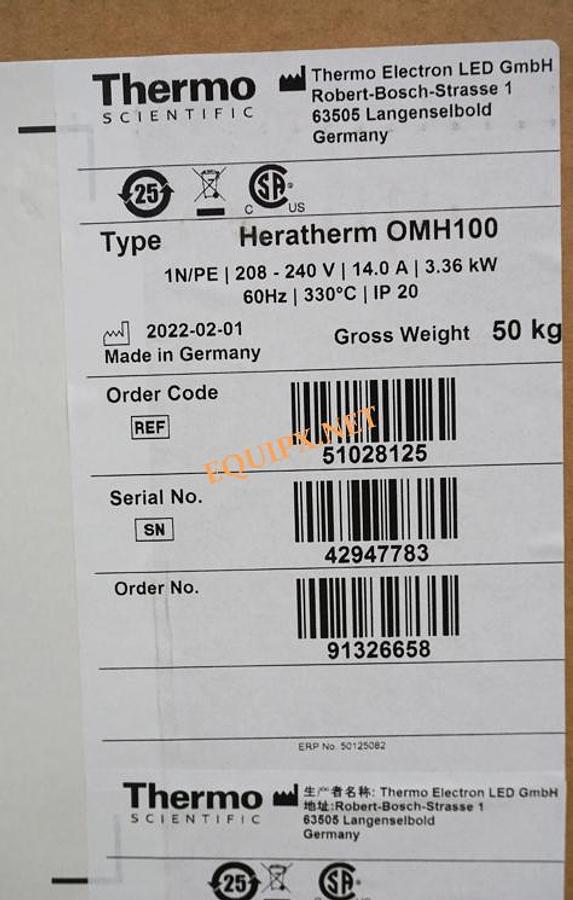 Thermo
SCIENTIFIC
Thermo Electron LED GmbH
Robert-Bosch-Strasse 1
63505 Langenselbold
Germany
25
SA
C US
Type Heratherm OMH100
1N/PE | 208 - 240 V | 14.0 A | 3.36 kW
60Hz | 330°C | IP 20
2022-02-01
Made in Germany
Gross Weight 50 kg
Order Code
REF
51028125
EQUIPX.NET
Serial No.
SN
42947783
Order No.
91326658
ERP No. 50125082
Thermo
SCIENTIFIC
生产者名称: Thermo Electron LED GmbH
地址:Robert-Bosch-Strasse 1
63505 Langenselbold
Germany
25
SA